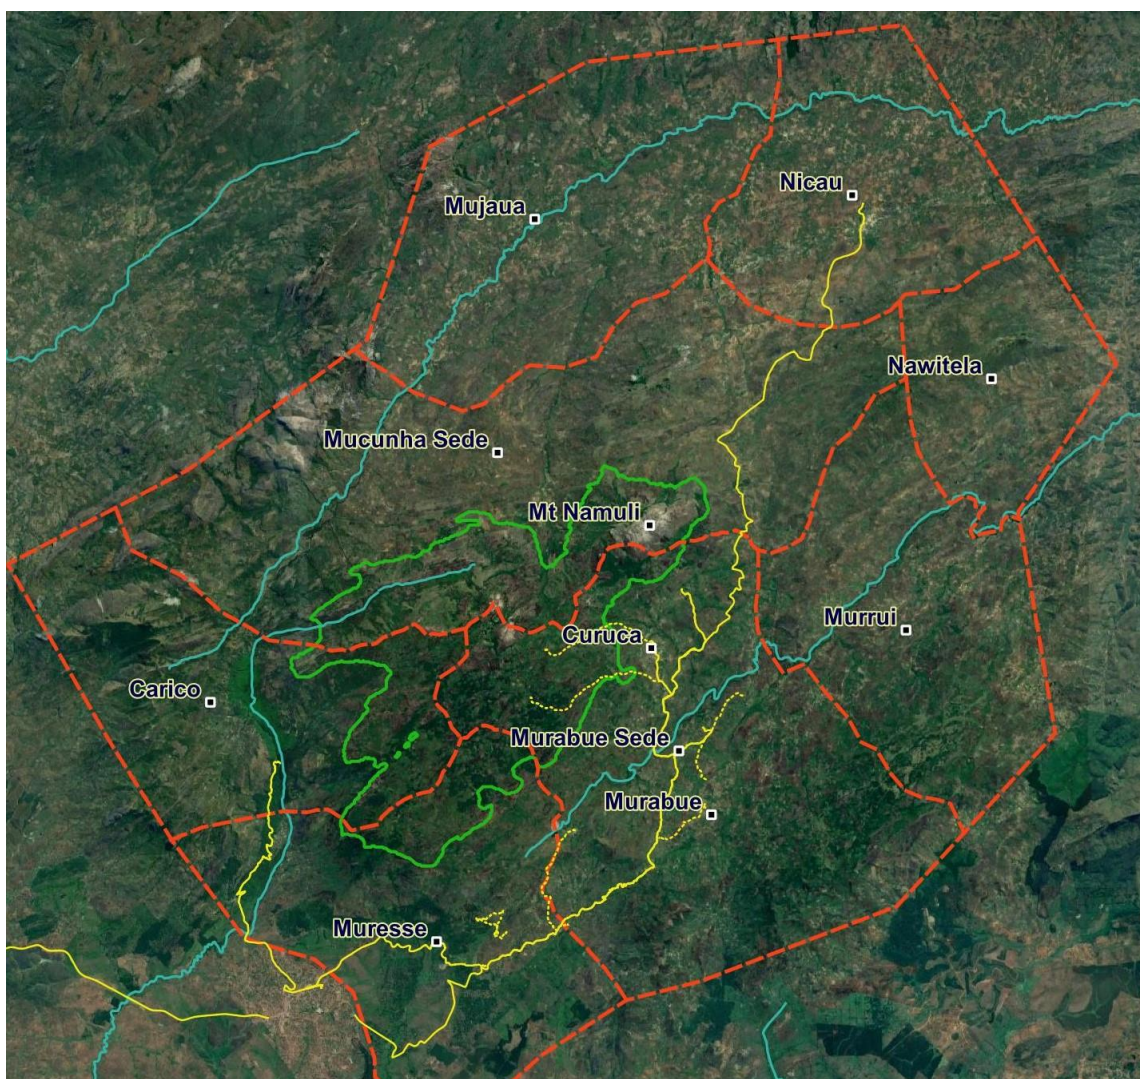 Nicau
Mujaua
Nawitela
Mucunha Sede
Mt Namuli
Murrui
Curuca
Carico
Murabue Sede
Murabue
Muresse